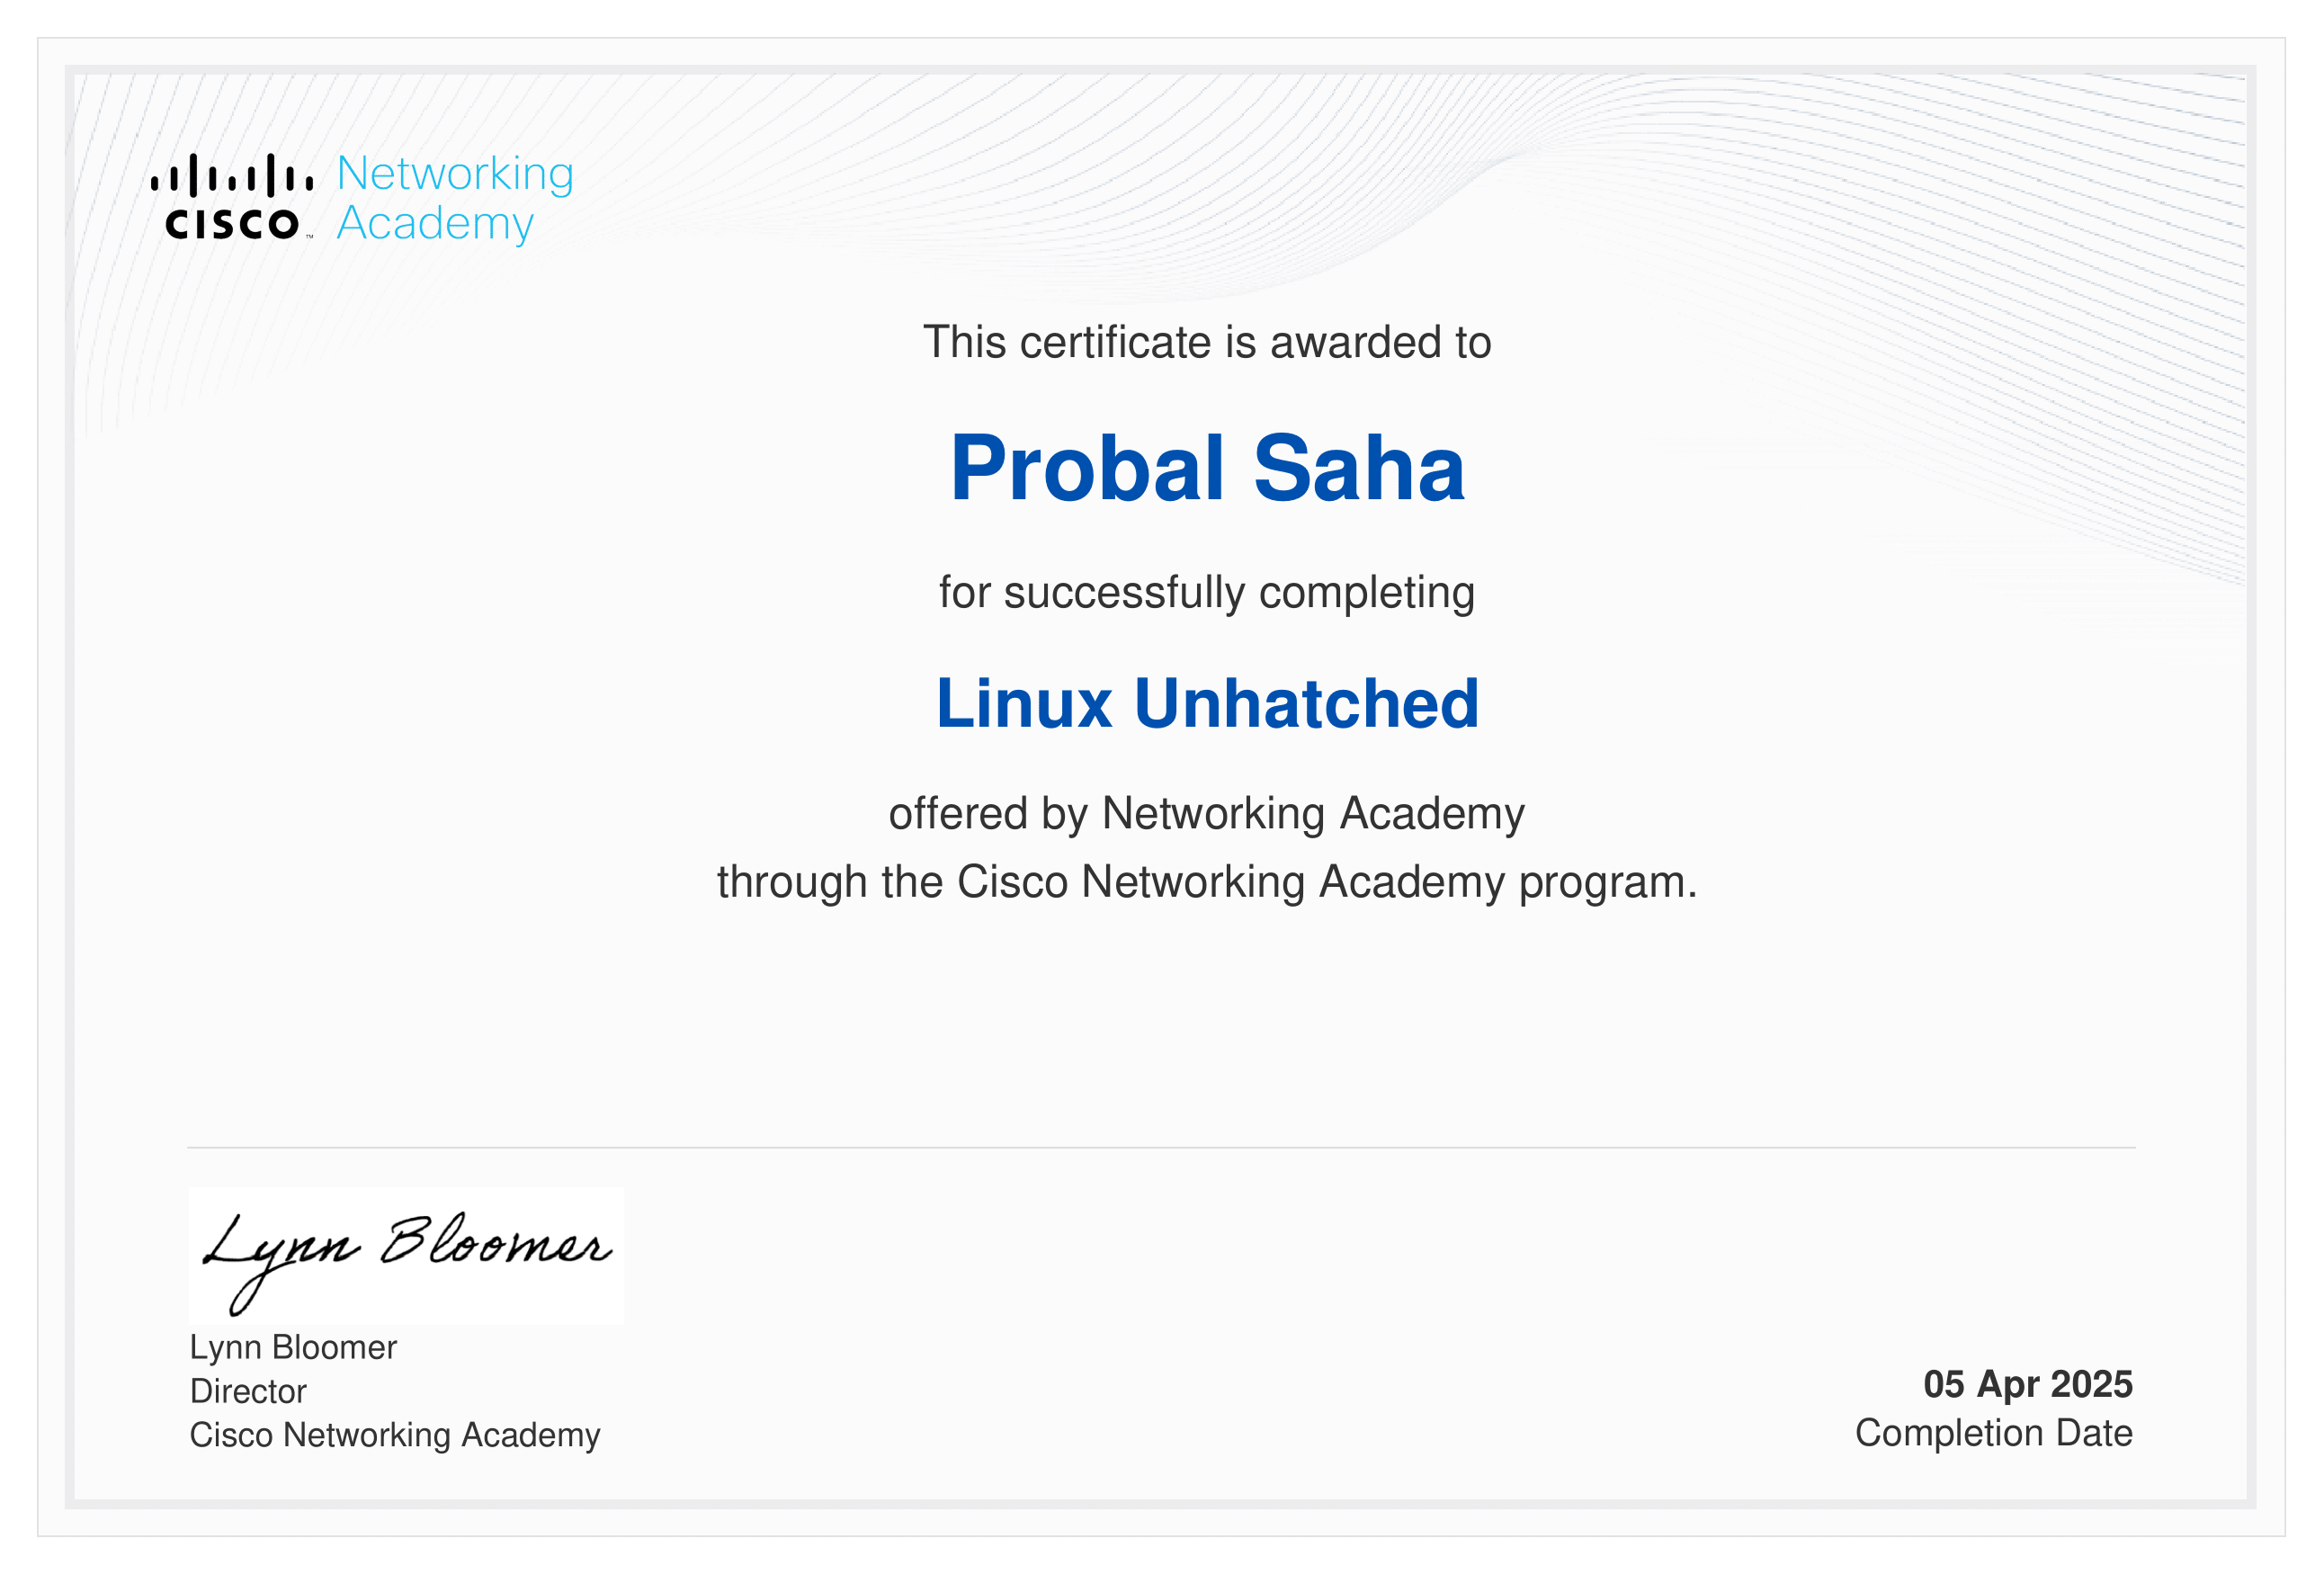 CISCO™
Networking
Academy
This certificate is awarded to
Probal Saha
for successfully completing
Linux Unhatched
offered by Networking Academy
through the Cisco Networking Academy program.
Lynn Bloomer
Lynn Bloomer
Director
Cisco Networking Academy
05 Apr 2025
Completion Date